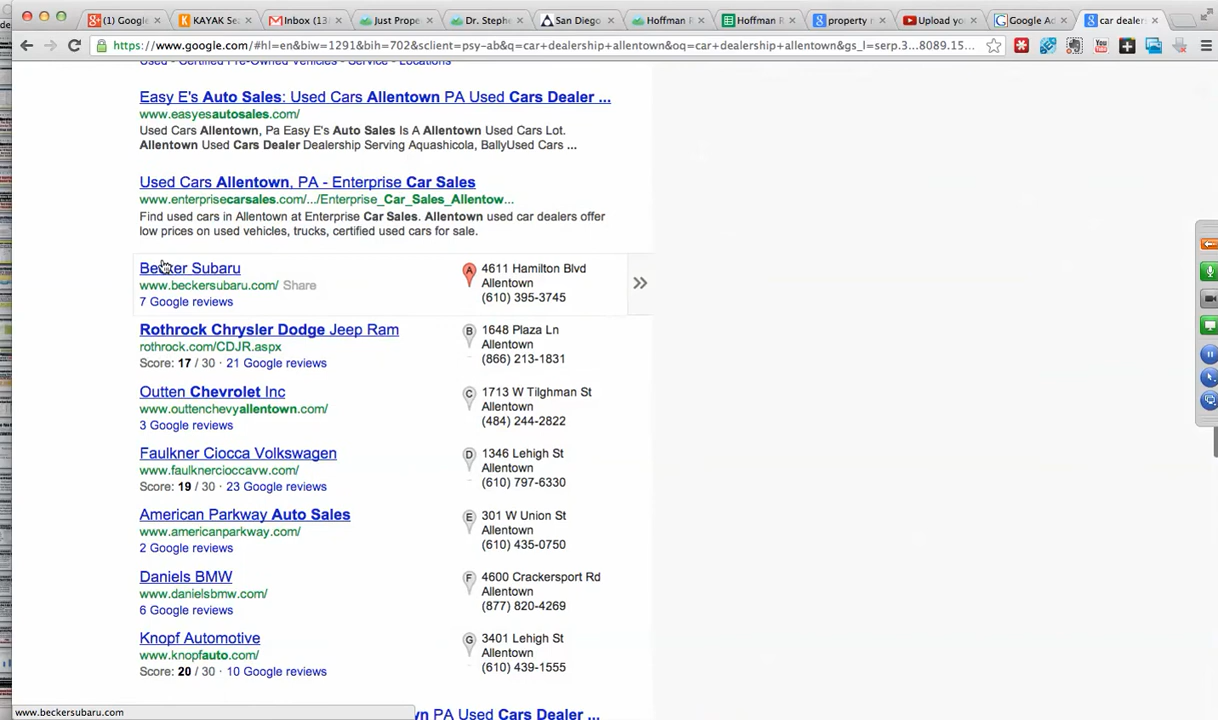 (1) Google
KAYAK Se
Inbox (13
Just Prope
Dr. Stephe
San Diego
Hoffman R
Hoffman R
property m
Upload yo
Google Ad
car dealer
https://www.google.com/#hl=en&biw=1291&bih=702&sclient=psy-ab&q=car+dealership+allentown&oq=car+dealership+allentown&gs_l=serp.3...8089.15...
Used - Certified Pre-Owned Vehicles - Service - Locations
Easy E's Auto Sales: Used Cars Allentown PA Used Cars Dealer ...
www.easyesautosales.com/
Used Cars Allentown, Pa Easy E's Auto Sales Is A Allentown Used Cars Lot.
Allentown Used Cars Dealer Dealership Serving Aquashicola, BallyUsed Cars ...
Used Cars Allentown, PA - Enterprise Car Sales
www.enterprisecarsales.com/.../Enterprise_Car_Sales_Allentow...
Find used cars in Allentown at Enterprise Car Sales. Allentown used car dealers offer
low prices on used vehicles, trucks, certified used cars for sale.
Becker Subaru
www.beckersubaru.com/ Share
7 Google reviews
A
4611 Hamilton Blvd
Allentown
(610) 395-3745
»
Rothrock Chrysler Dodge Jeep Ram
rothrock.com/CDJR.aspx
Score: 17 / 30 · 21 Google reviews
B
1648 Plaza Ln
Allentown
(866) 213-1831
Outten Chevrolet Inc
www.outtenchevyallentown.com/
3 Google reviews
C
1713 W Tilghman St
Allentown
(484) 244-2822
Faulkner Ciocca Volkswagen
www.faulknercioccavw.com/
Score: 19 / 30 · 23 Google reviews
D
1346 Lehigh St
Allentown
(610) 797-6330
American Parkway Auto Sales
www.americanparkway.com/
2 Google reviews
E
301 W Union St
Allentown
(610) 435-0750
Daniels BMW
www.danielsbmw.com/
6 Google reviews
F
4600 Crackersport Rd
Allentown
(877) 820-4269
Knopf Automotive
www.knopfauto.com/
Score: 20 / 30 · 10 Google reviews
G
3401 Lehigh St
Allentown
(610) 439-1555
www.beckersubaru.com
wn PA Used Cars Dealer ...